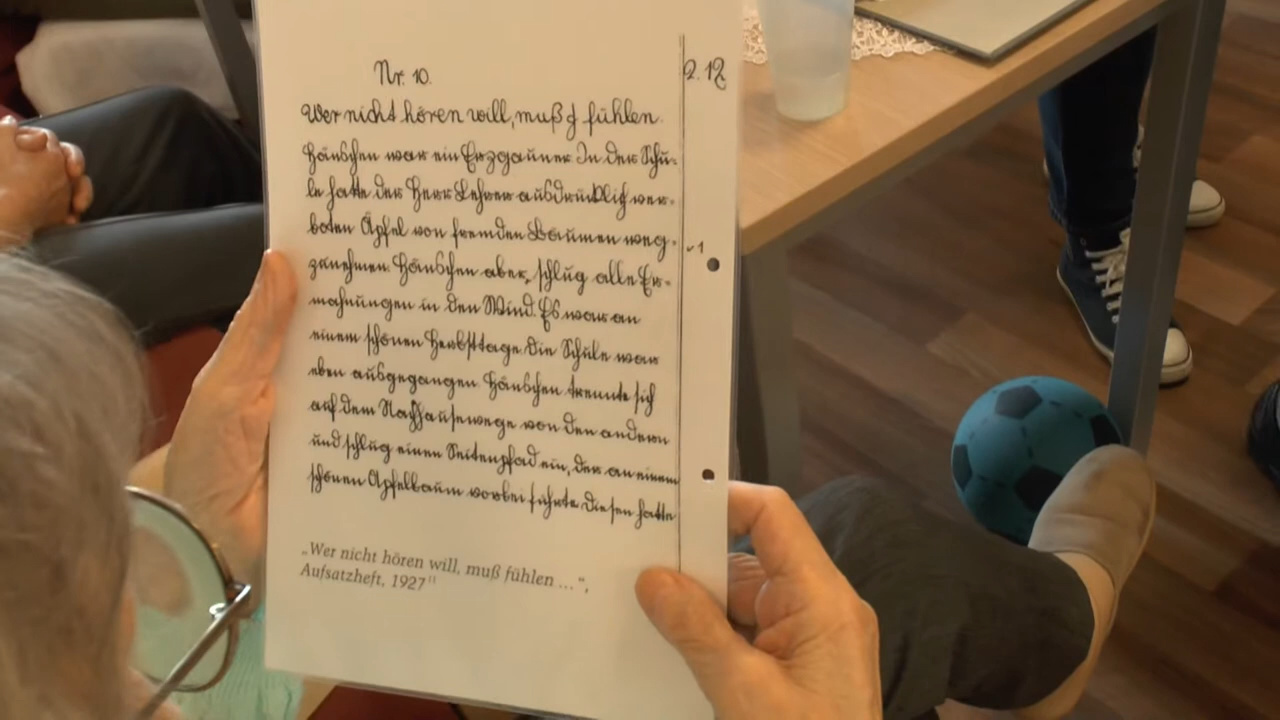 Nr. 10.
2. 12
Wer nicht hören will, muß fühlen.
Hänschen war ein Erzgauner. In der Schu-
le hatte der Herr Lehrer ausdrücklich ver-
boten Äpfel von fremden Bäumen weg-
zunehmen. Hänschen aber, schlug alle Er-
mahnungen in den Wind. Es war an
einem schönen Herbsttage. Die Schule war
eben ausgegangen. Hänschen trennte sich
auf dem Nachhausewege von den andern
und schlug einen Seitenpfad ein, der an einem
schönen Apfelbaum vorbei führte. Diesen hatte
„Wer nicht hören will, muß fühlen ...“,
Aufsatzheft, 1927¹¹